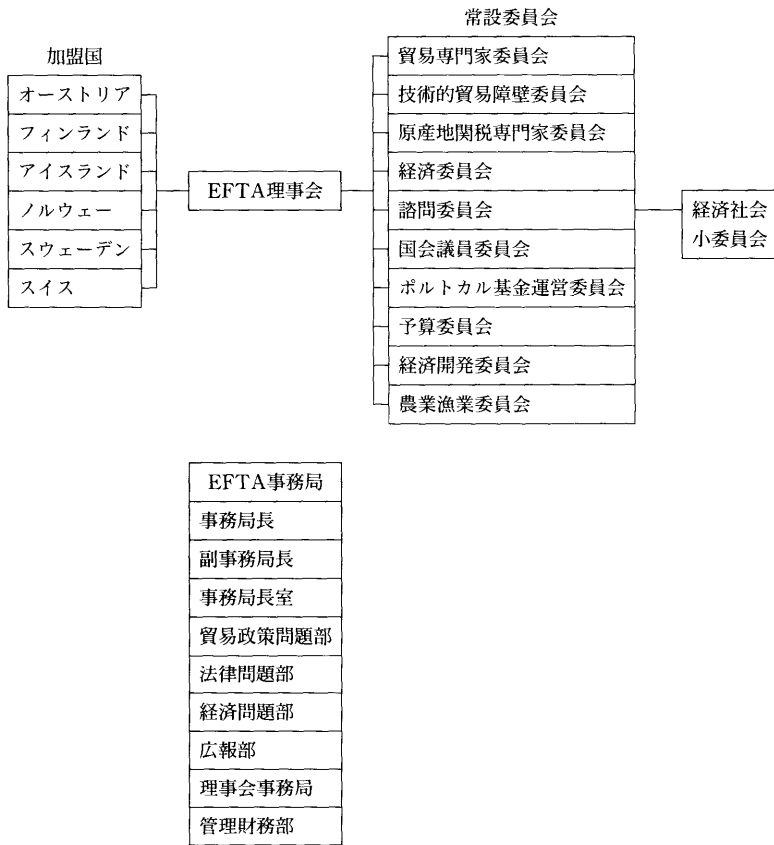 加盟国
オーストリア
フィンランド
アイスランド
ノルウェー
スウェーデン
スイス
EFTA理事会
常設委員会
貿易専門家委員会
技術的貿易障壁委員会
原産地関税専門家委員会
経済委員会
諮問委員会
国会議員委員会
ポルトカル基金運営委員会
予算委員会
経済開発委員会
農業漁業委員会
経済社会
小委員会
EFTA事務局
事務局長
副事務局長
事務局長室
貿易政策問題部
法律問題部
経済問題部
広報部
理事会事務局
管理財務部